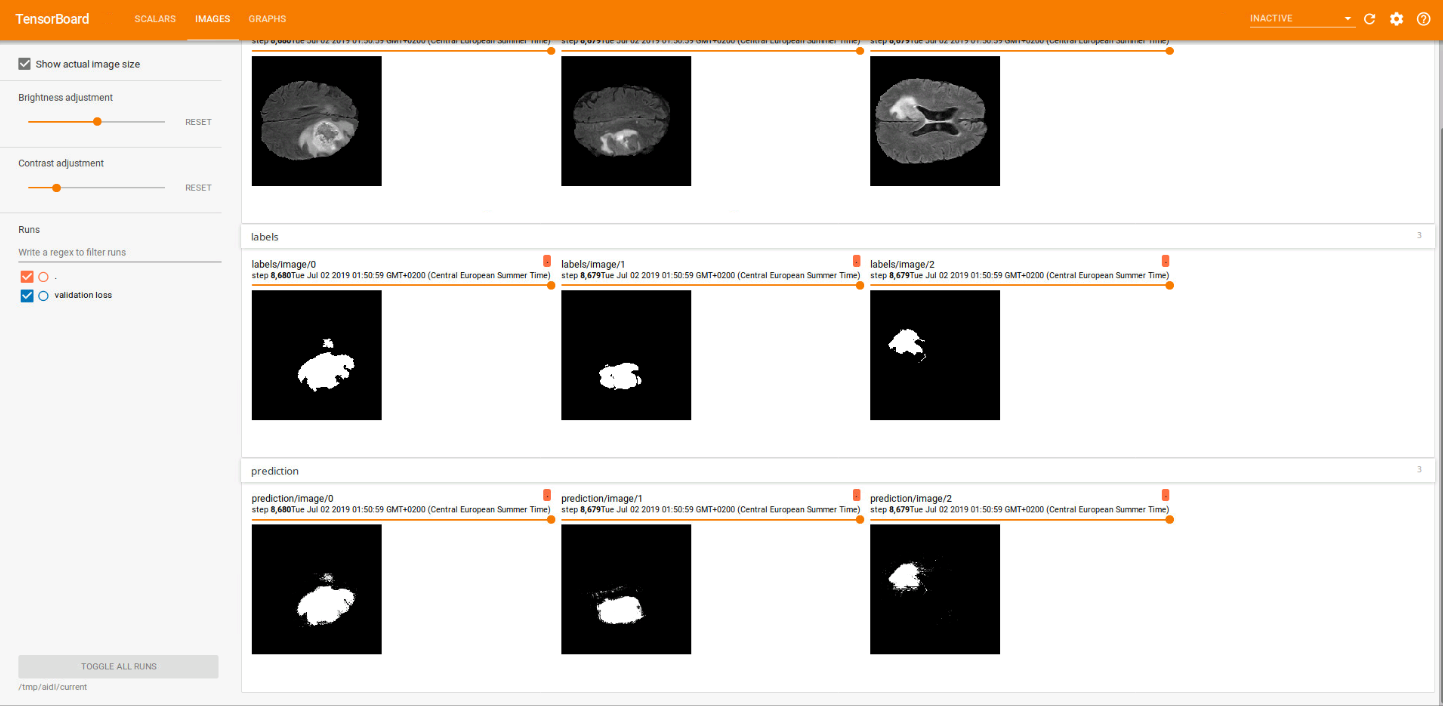 TensorBoard SCALARS IMAGES GRAPHS INACTIVE
Show actual image size
Brightness adjustment
RESET
Contrast adjustment
RESET
Runs
Write a regex to filter runs
.
validation loss
TOGGLE ALL RUNS
/tmp/aidl/current
step 8,680Tue Jul 02 2019 01:50:59 GMT+0200 (Central European Summer Time) step 8,679Tue Jul 02 2019 01:50:59 GMT+0200 (Central European Summer Time) step 8,679Tue Jul 02 2019 01:50:59 GMT+0200 (Central European Summer Time)
labels 3
labels/image/0 labels/image/1 labels/image/2
step 8,680Tue Jul 02 2019 01:50:59 GMT+0200 (Central European Summer Time) step 8,679Tue Jul 02 2019 01:50:59 GMT+0200 (Central European Summer Time) step 8,679Tue Jul 02 2019 01:50:59 GMT+0200 (Central European Summer Time)
prediction 3
prediction/image/0 prediction/image/1 prediction/image/2
step 8,680Tue Jul 02 2019 01:50:59 GMT+0200 (Central European Summer Time) step 8,679Tue Jul 02 2019 01:50:59 GMT+0200 (Central European Summer Time) step 8,679Tue Jul 02 2019 01:50:59 GMT+0200 (Central European Summer Time)